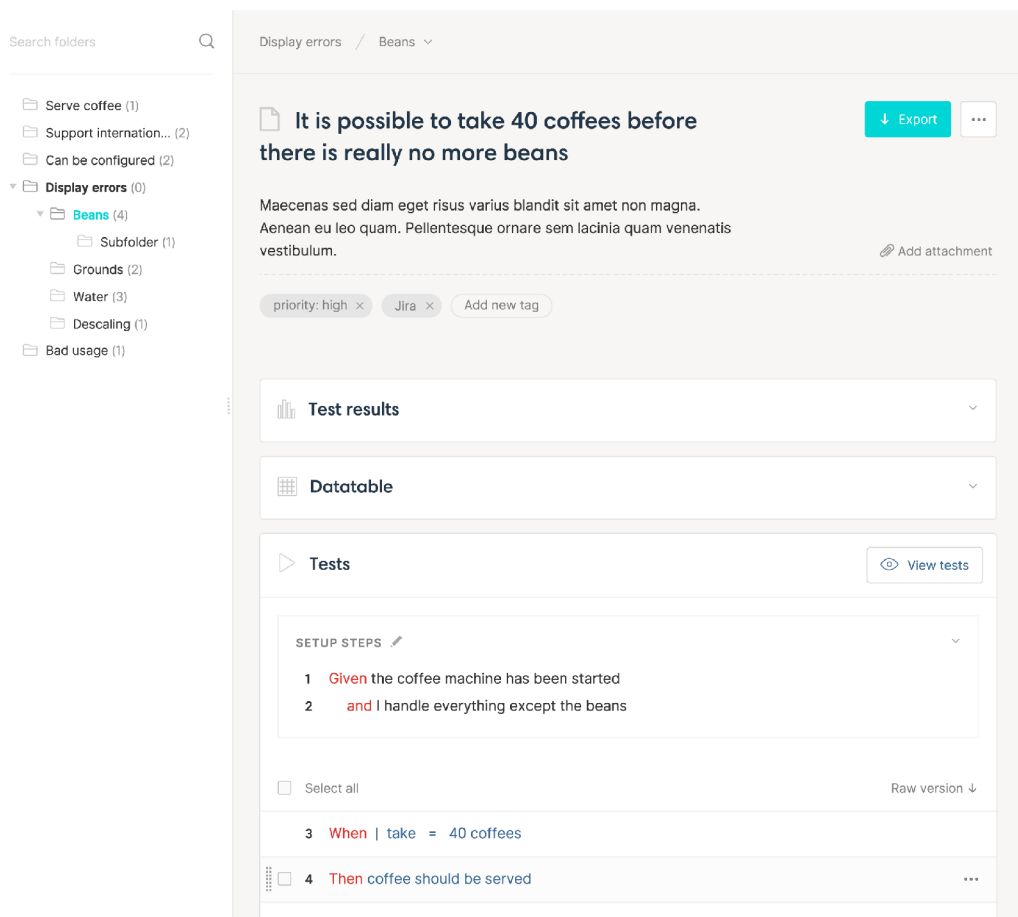 Search folders
Serve coffee (1)
Support internation... (2)
Can be configured (2)
Display errors (0)
Beans (4)
Subfolder (1)
Grounds (2)
Water (3)
Descaling (1)
Bad usage (1)
Display errors / Beans
It is possible to take 40 coffees before
there is really no more beans
Export
Maecenas sed diam eget risus varius blandit sit amet non magna.
Aenean eu leo quam. Pellentesque ornare sem lacinia quam venenatis
vestibulum.
Add attachment
priority: high × Jira × Add new tag
Test results
Datatable
Tests
View tests
SETUP STEPS
1 Given the coffee machine has been started
2 and I handle everything except the beans
Select all
Raw version ↓
3 When | take = 40 coffees
4 Then coffee should be served